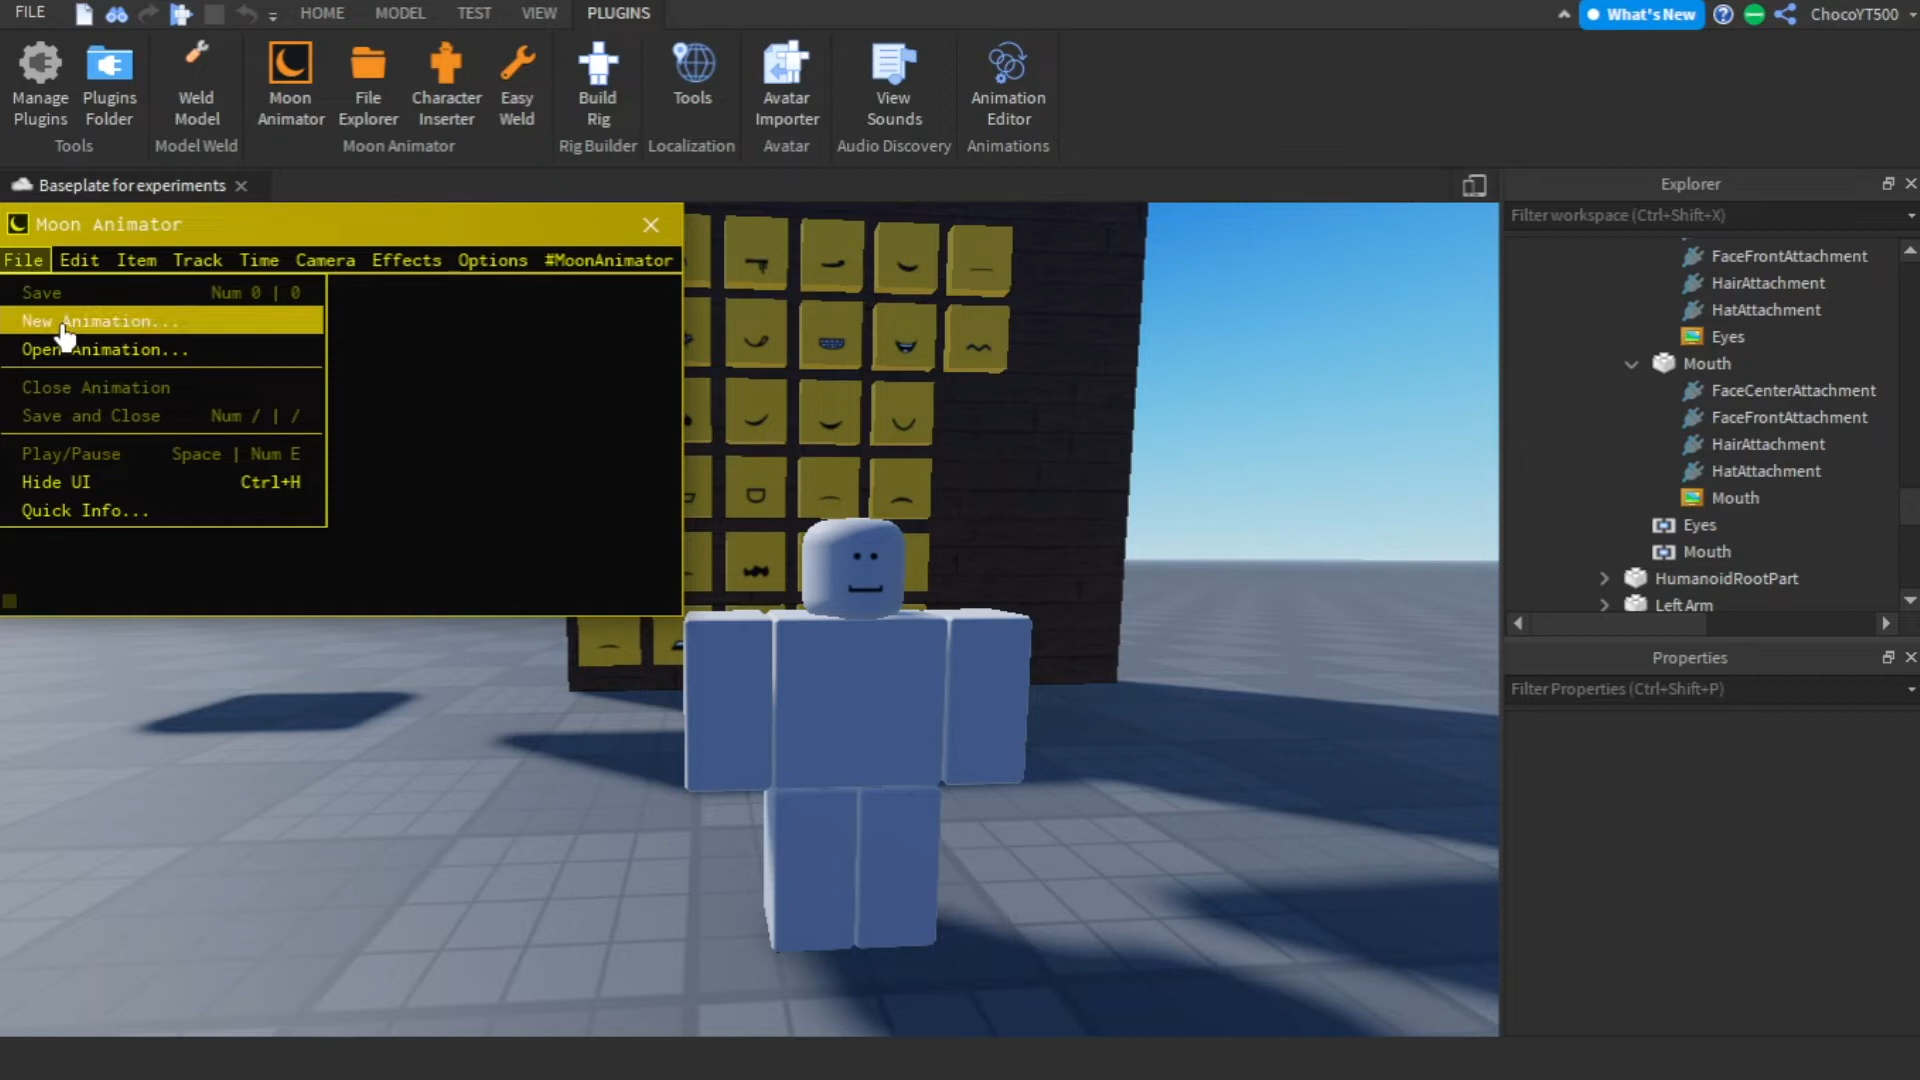 FILE HOME MODEL TEST VIEW PLUGINS What's New ChocoYT500
Manage Plugins
Plugins Folder
Tools
Weld Model
Model Weld
Moon Animator
File Explorer
Character Inserter
Easy Weld
Moon Animator
Build Rig
Rig Builder
Tools
Localization
Avatar Importer
Avatar
View Sounds
Audio Discovery
Animation Editor
Animations
Baseplate for experiments
Moon Animator
File Edit Item Track Time Camera Effects Options #MoonAnimator
Save Num 0 | 0
New Animation...
Open Animation...
Close Animation
Save and Close Num / | /
Play/Pause Space | Num E
Hide UI Ctrl+H
Quick Info...
Explorer
Filter workspace (Ctrl+Shift+X)
FaceFrontAttachment
HairAttachment
HatAttachment
Eyes
Mouth
FaceCenterAttachment
FaceFrontAttachment
HairAttachment
HatAttachment
Mouth
Eyes
Mouth
HumanoidRootPart
Left Arm
Properties
Filter Properties (Ctrl+Shift+P)